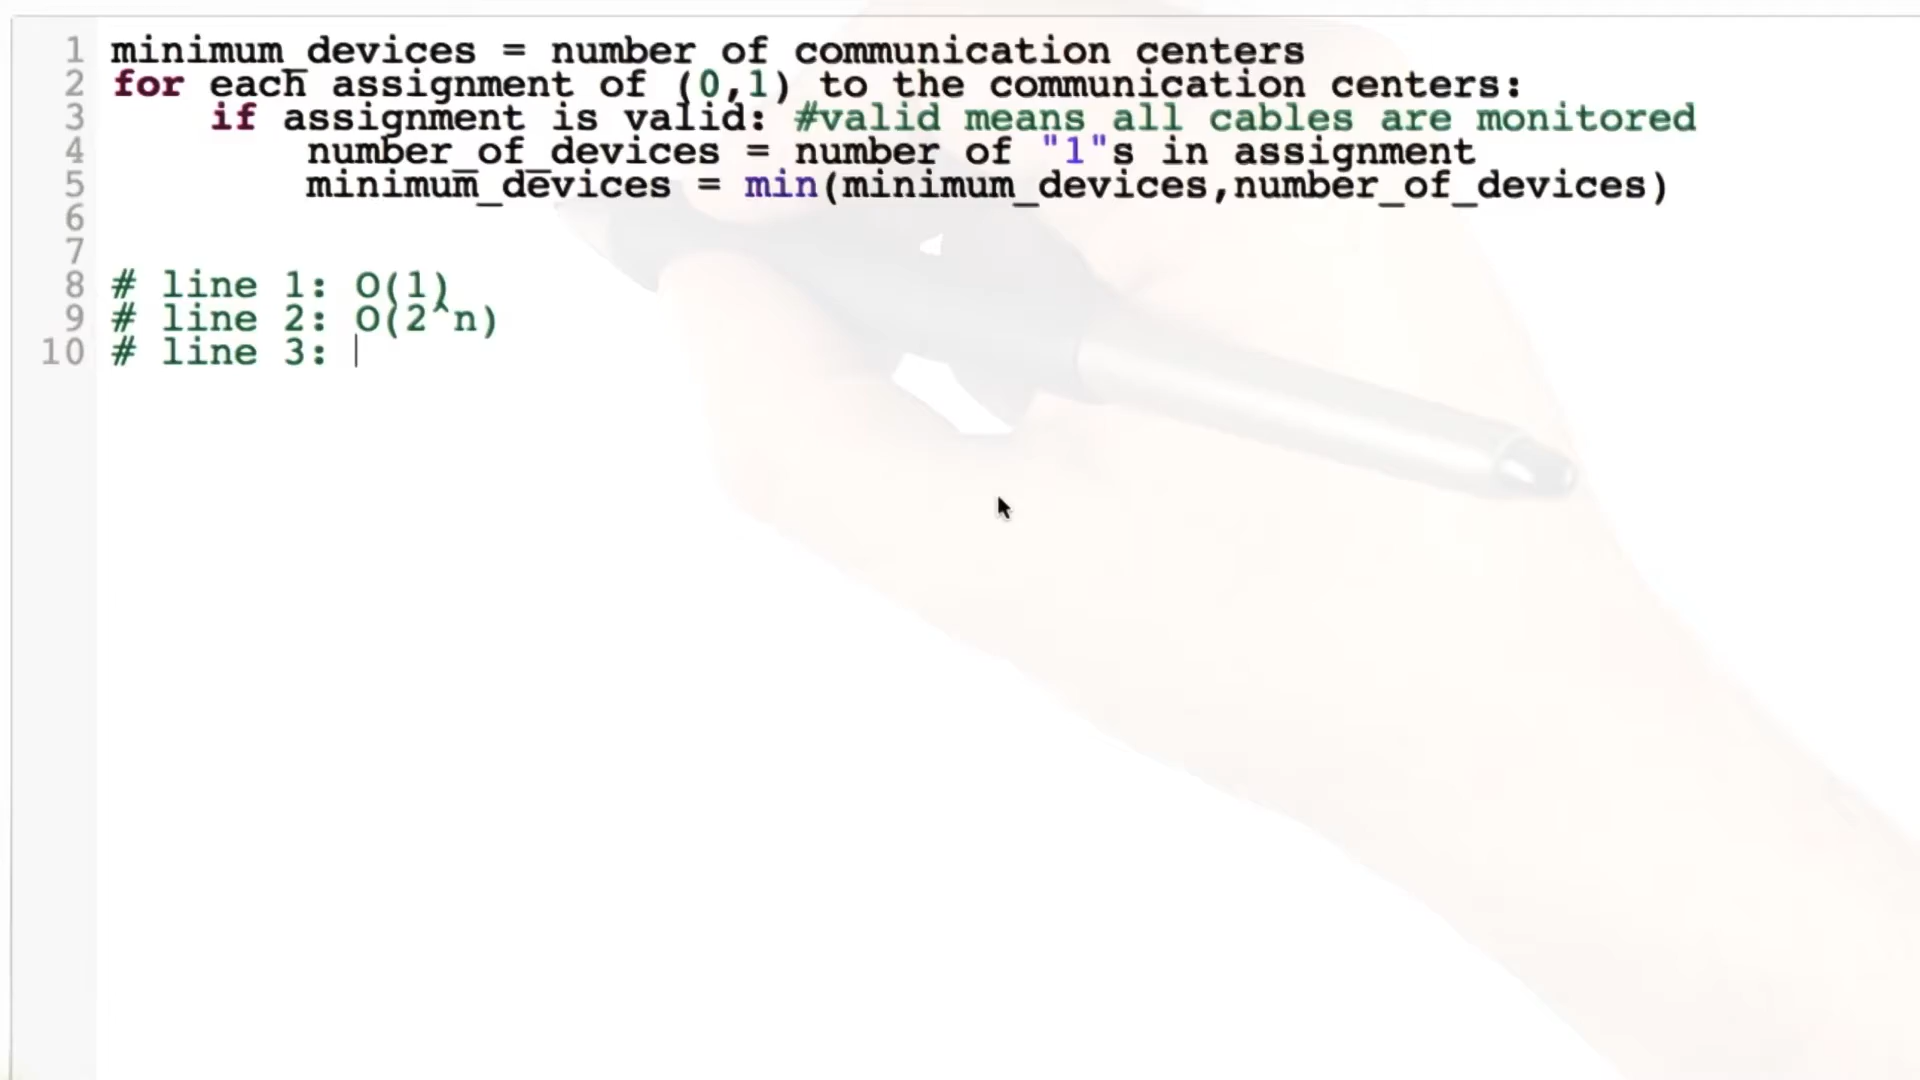 1 minimum_devices = number of communication centers
2 for each assignment of (0,1) to the communication centers:
3 if assignment is valid: #valid means all cables are monitored
4 number_of_devices = number of "1"s in assignment
5 minimum_devices = min(minimum_devices,number_of_devices)
6
7
8 # line 1: O(1)
9 # line 2: O(2^n)
10 # line 3: